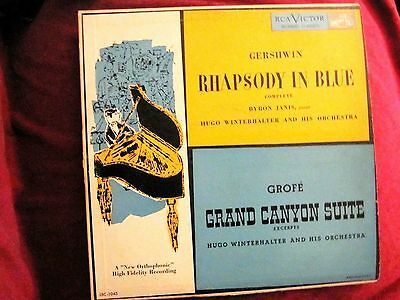 RCA VICTOR
GERSHWIN
RHAPSODY IN BLUE
COMPLETE
BYRON JANIS, piano
HUGO WINTERHALTER AND HIS ORCHESTRA
GROFÉ
GRAND CANYON SUITE
EXCERPTS
HUGO WINTERHALTER AND HIS ORCHESTRA
A "New Orthophonic"
High Fidelity Recording